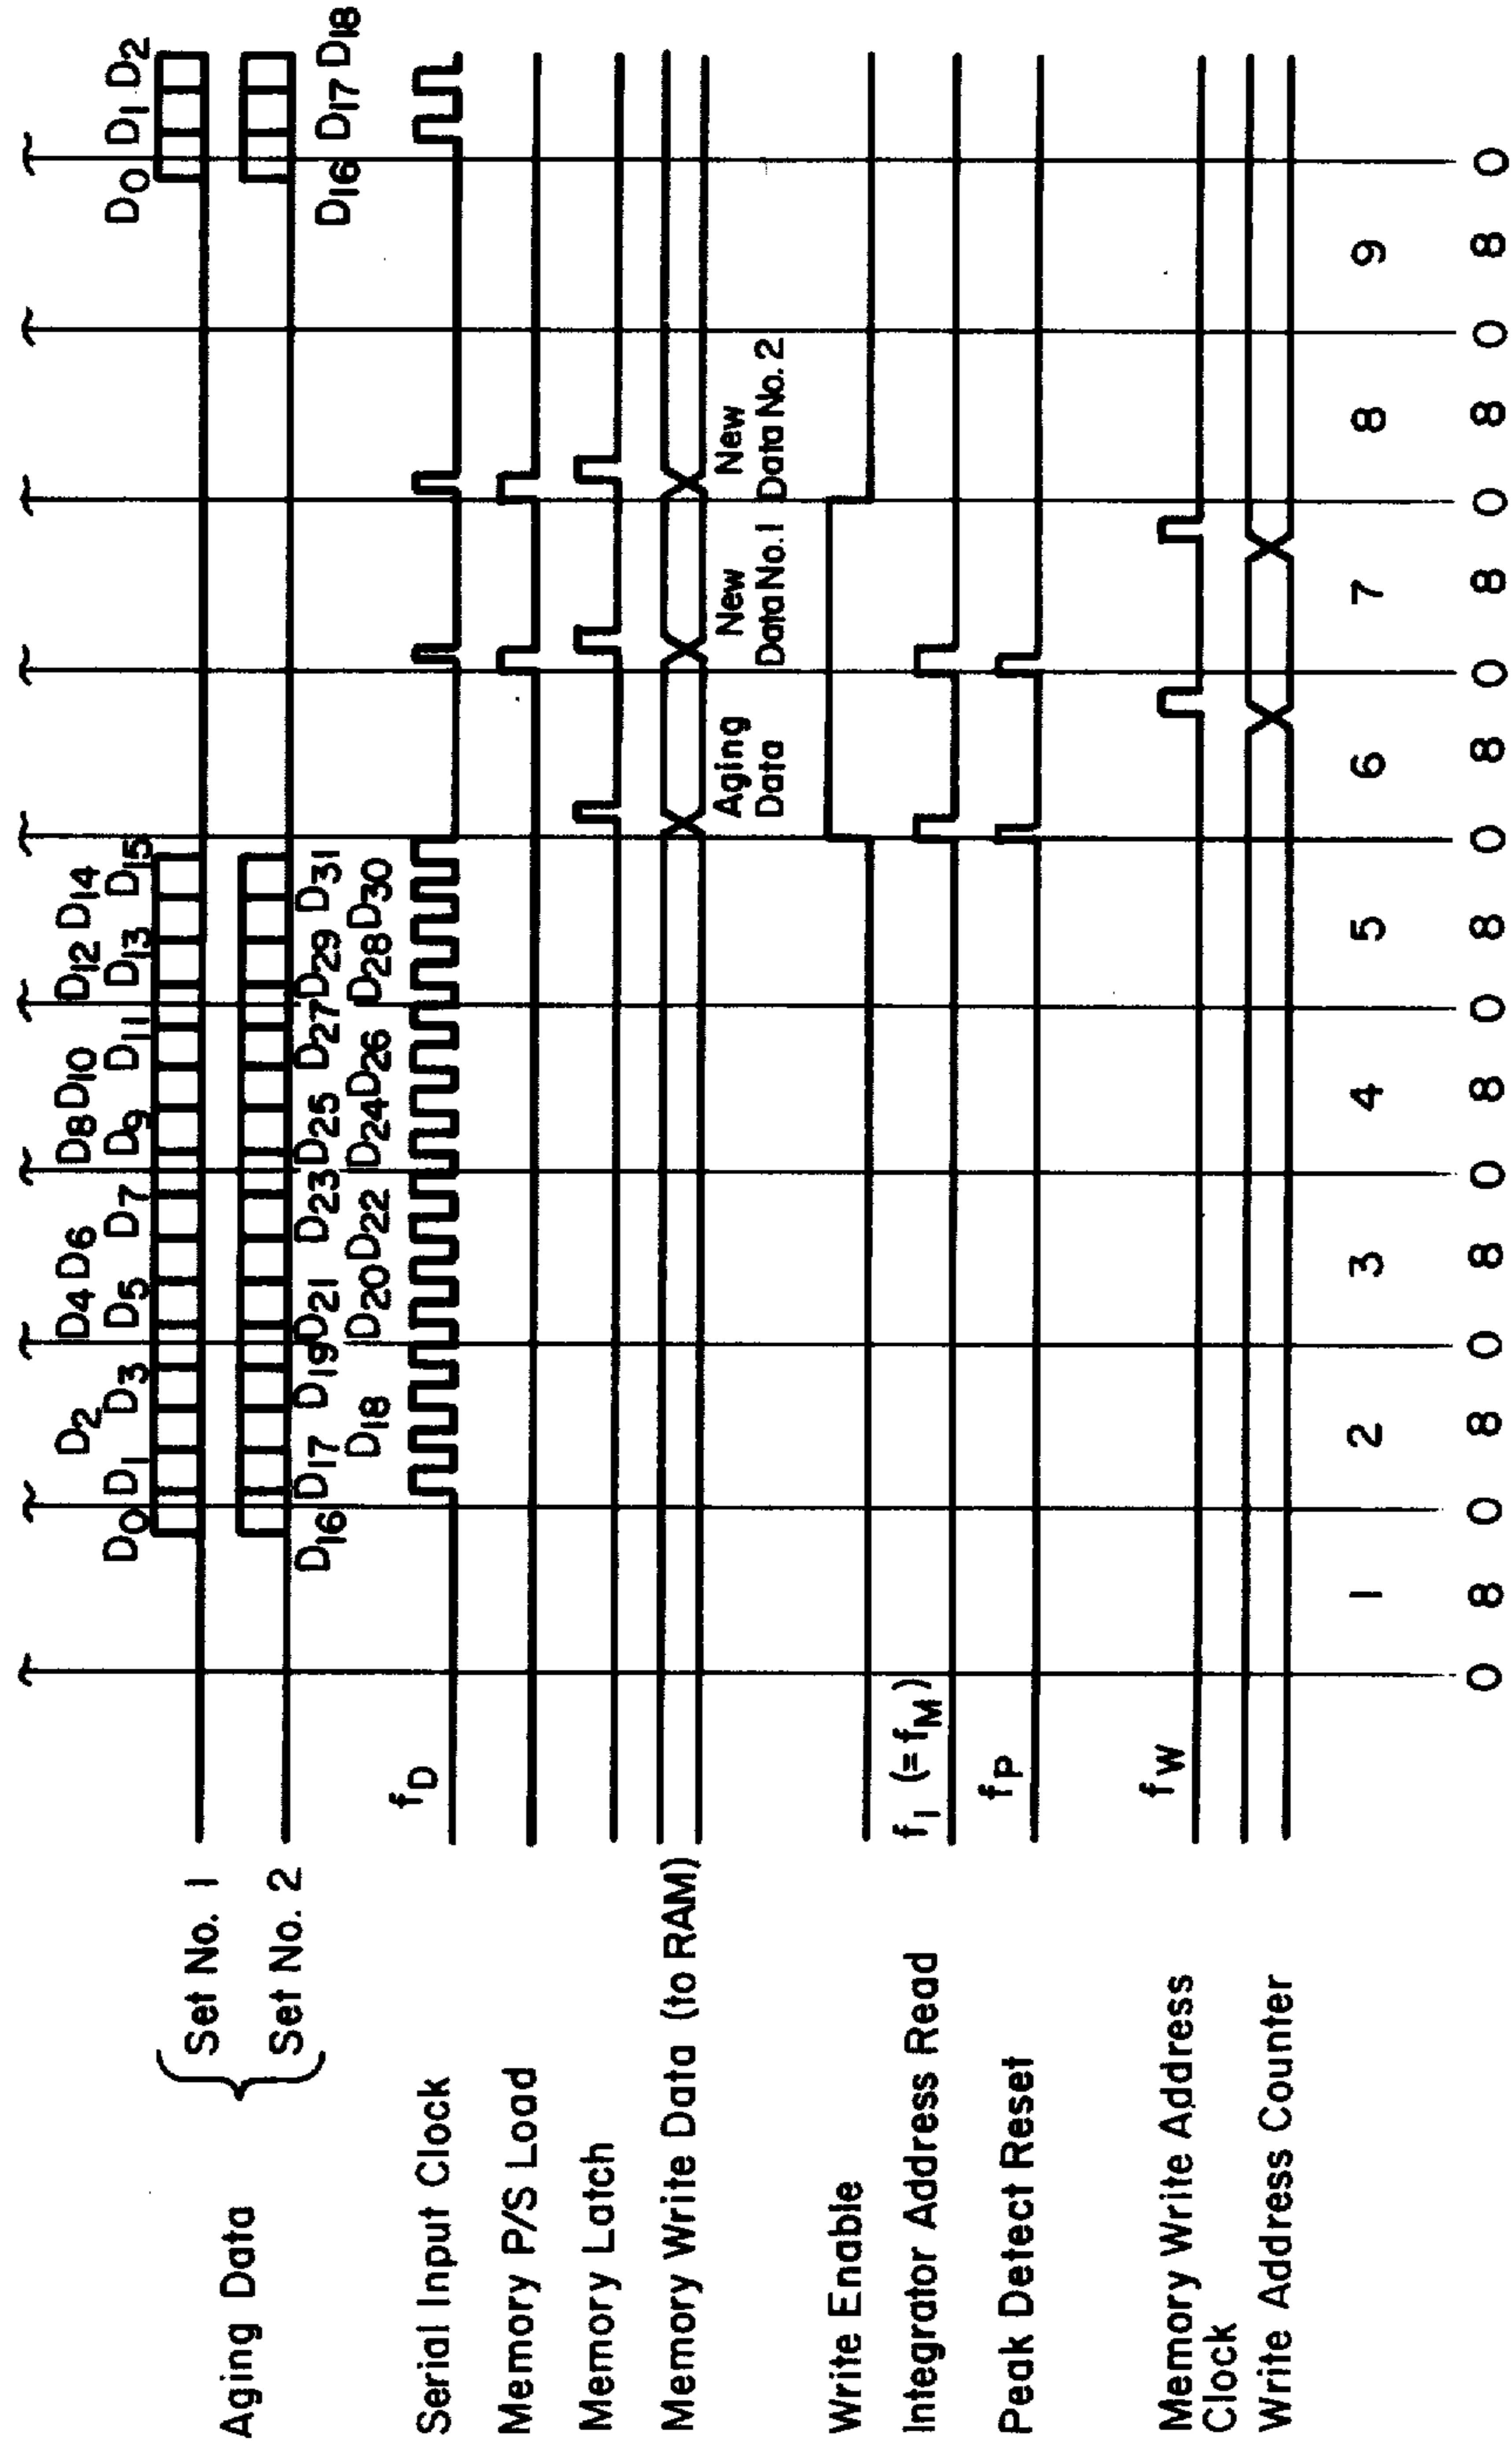 D2 D4 D6 D8 D10 D12 D14
D0 D1 D3 D5 D7 D9 D11 D13 D15 D0 D1 D2
Aging Data { Set No. 1
Set No. 2
D16 D17 D19 D21 D23 D25 D27 D29 D31 D16 D17 D18
D18 D20 D22 D24 D26 D28 D30
Serial Input Clock fD
Memory P/S Load
Memory Latch
Memory Write Data (to RAM)
Aging Data
New Data No. 1
New Data No. 2
Write Enable
Integrator Address Read fI (=fM)
Peak Detect Reset fP
Memory Write Address Clock fW
Write Address Counter
1 2 3 4 5 6 7 8 9
0 8 0 8 0 8 0 8 0 8 0 8 0 8 0 8 0 8 0